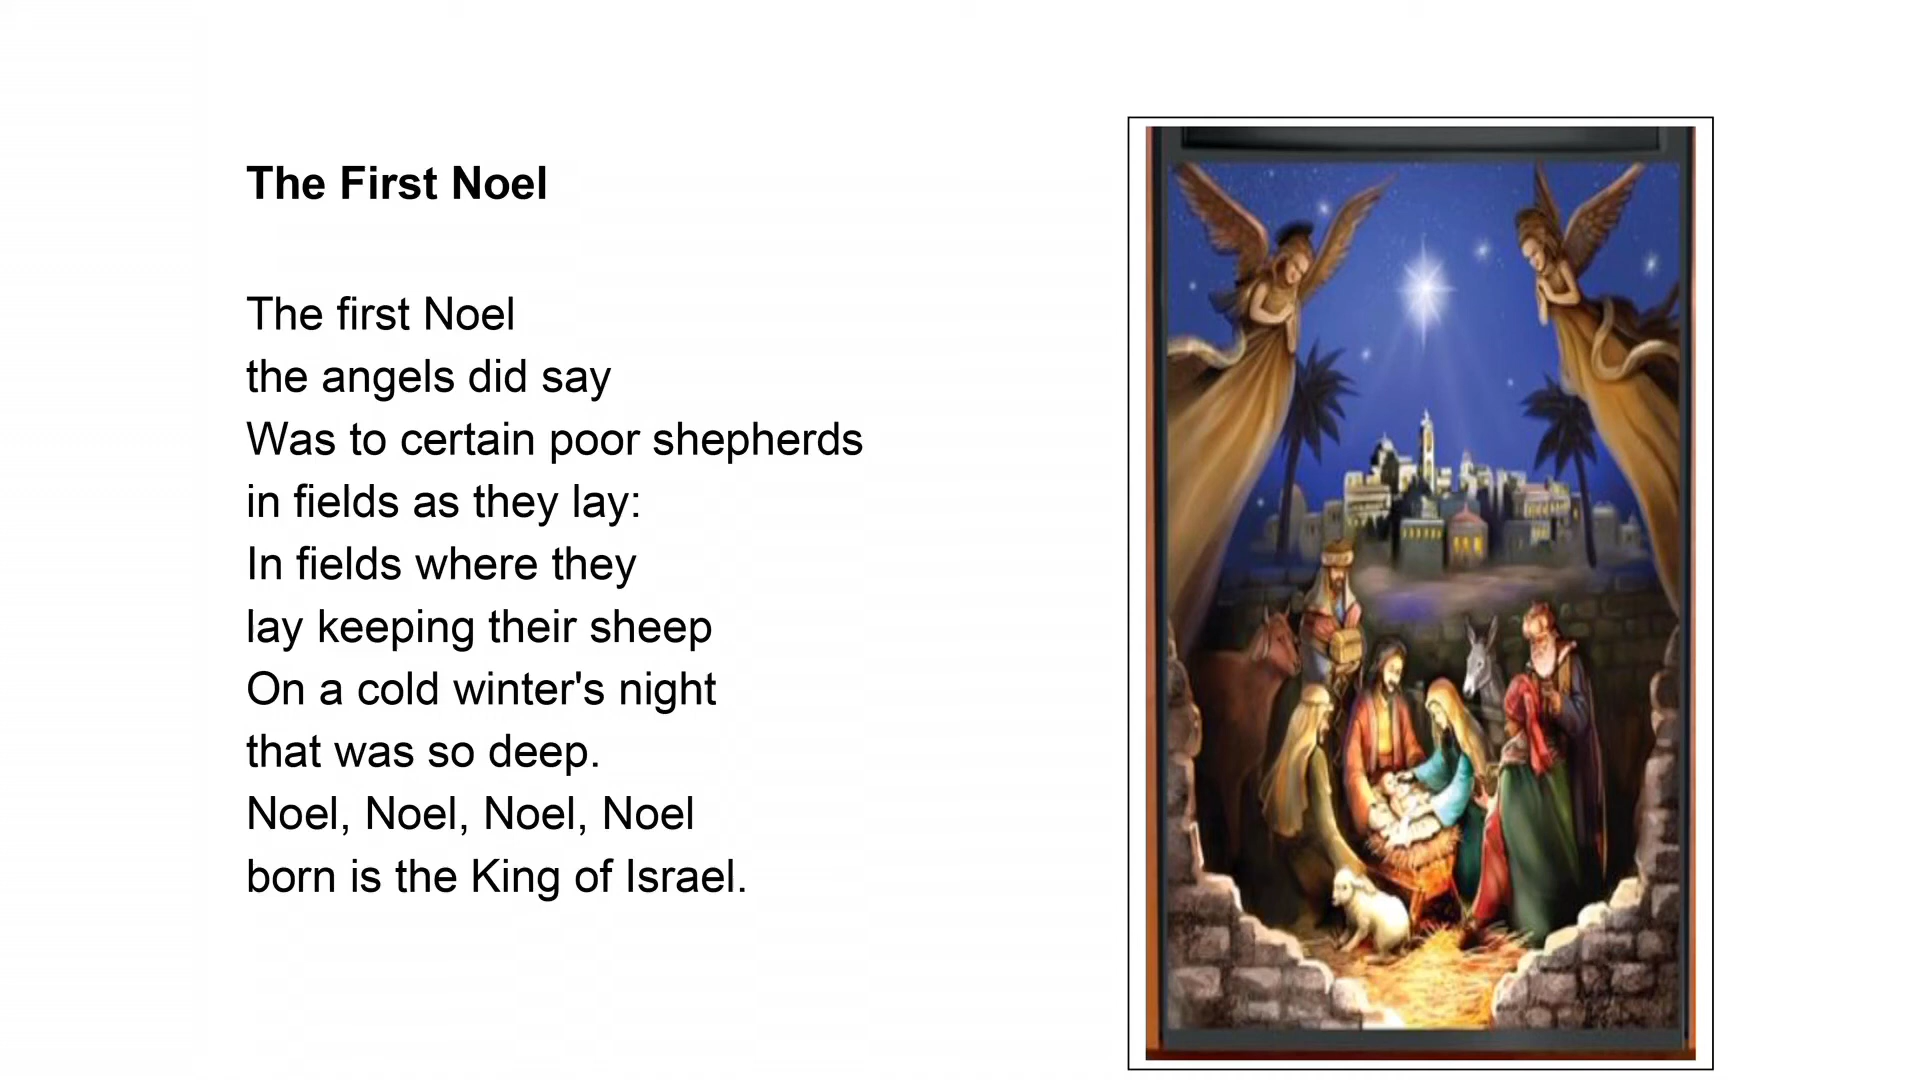 The First Noel
The first Noel
the angels did say
Was to certain poor shepherds
in fields as they lay:
In fields where they
lay keeping their sheep
On a cold winter's night
that was so deep.
Noel, Noel, Noel, Noel
born is the King of Israel.